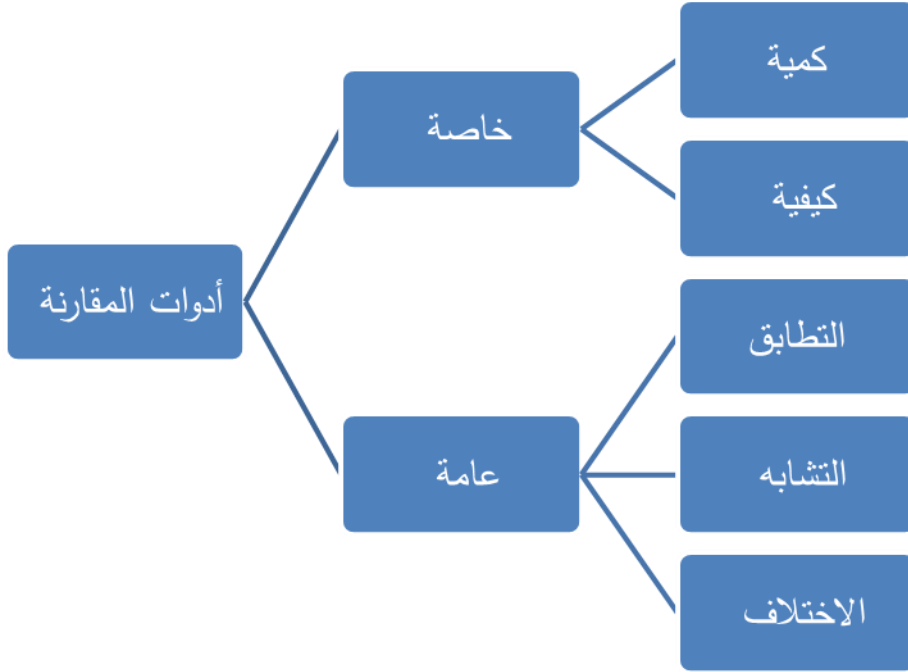 أدوات المقارنة
خاصة
كمية
كيفية
عامة
التطابق
التشابه
الاختلاف